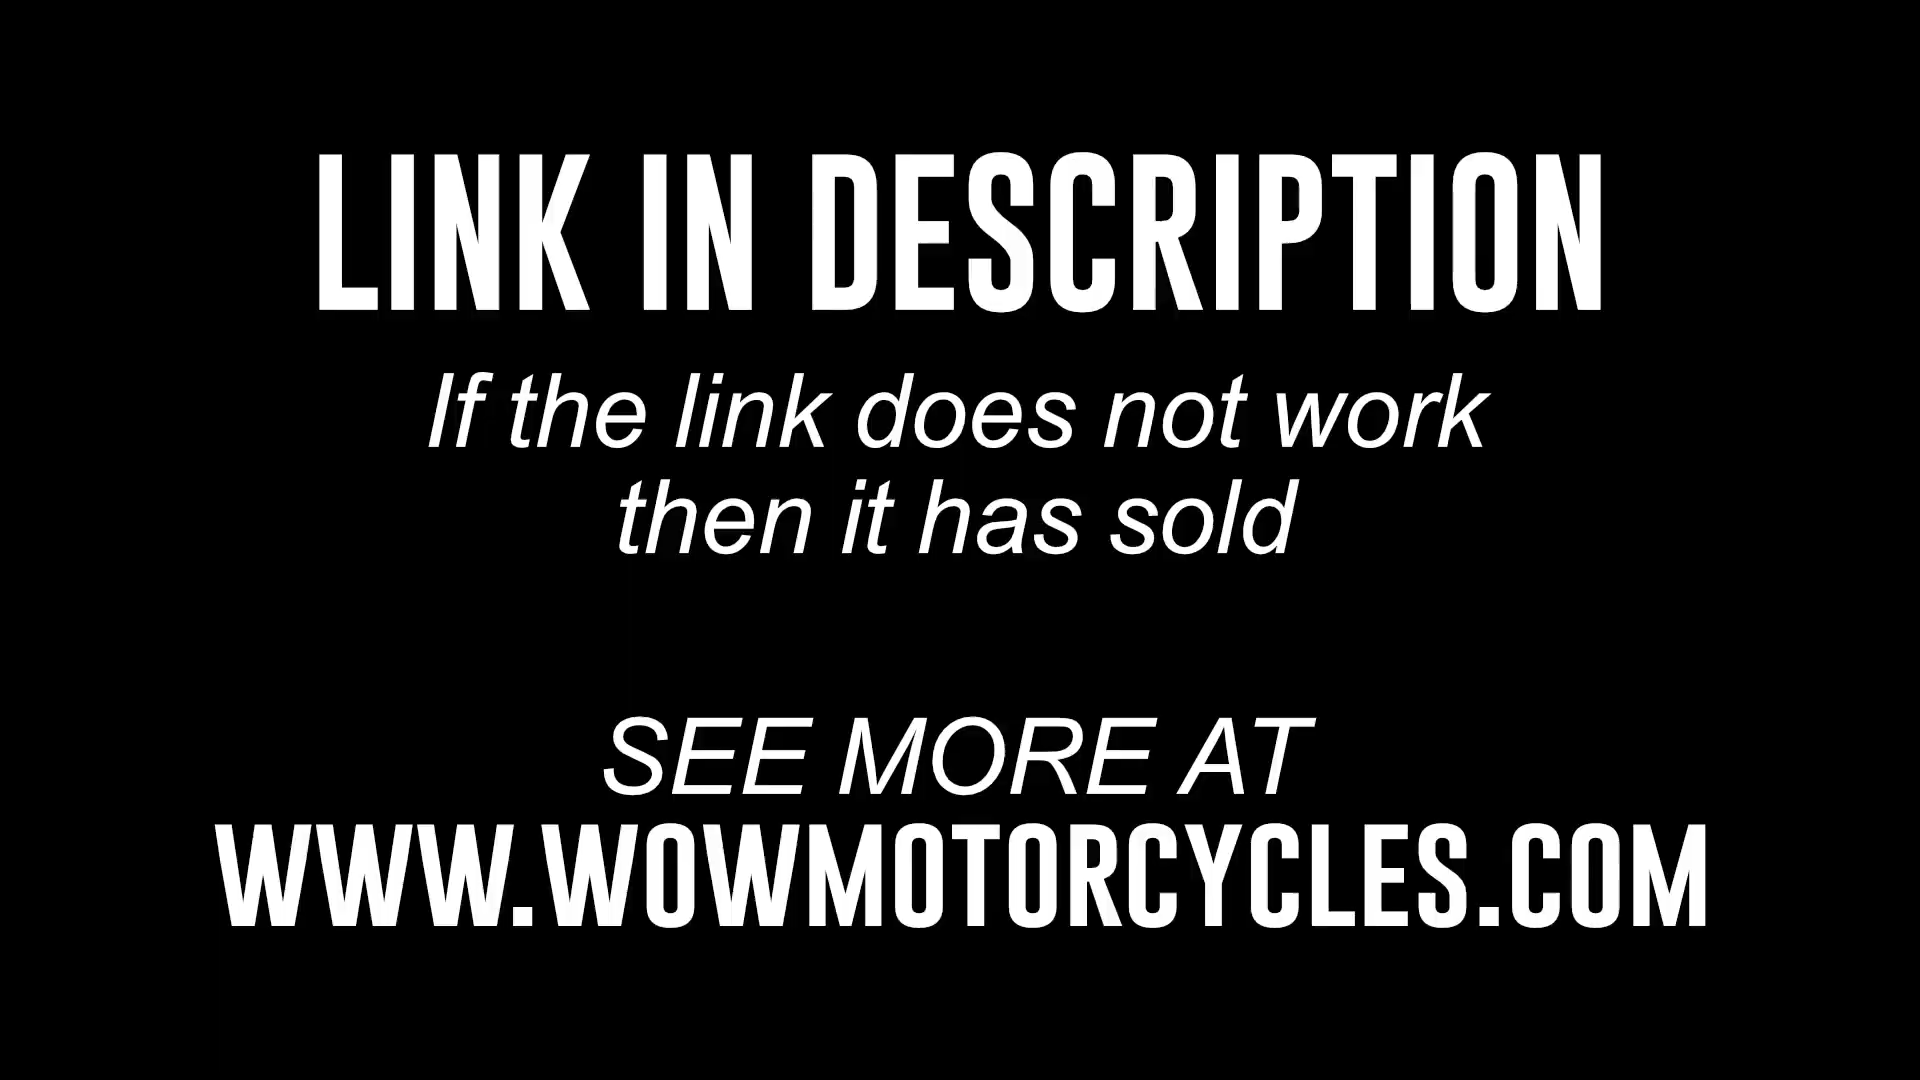 LINK IN DESCRIPTION
If the link does not work
then it has sold
SEE MORE AT
WWW.WOWMOTORCYCLES.COM